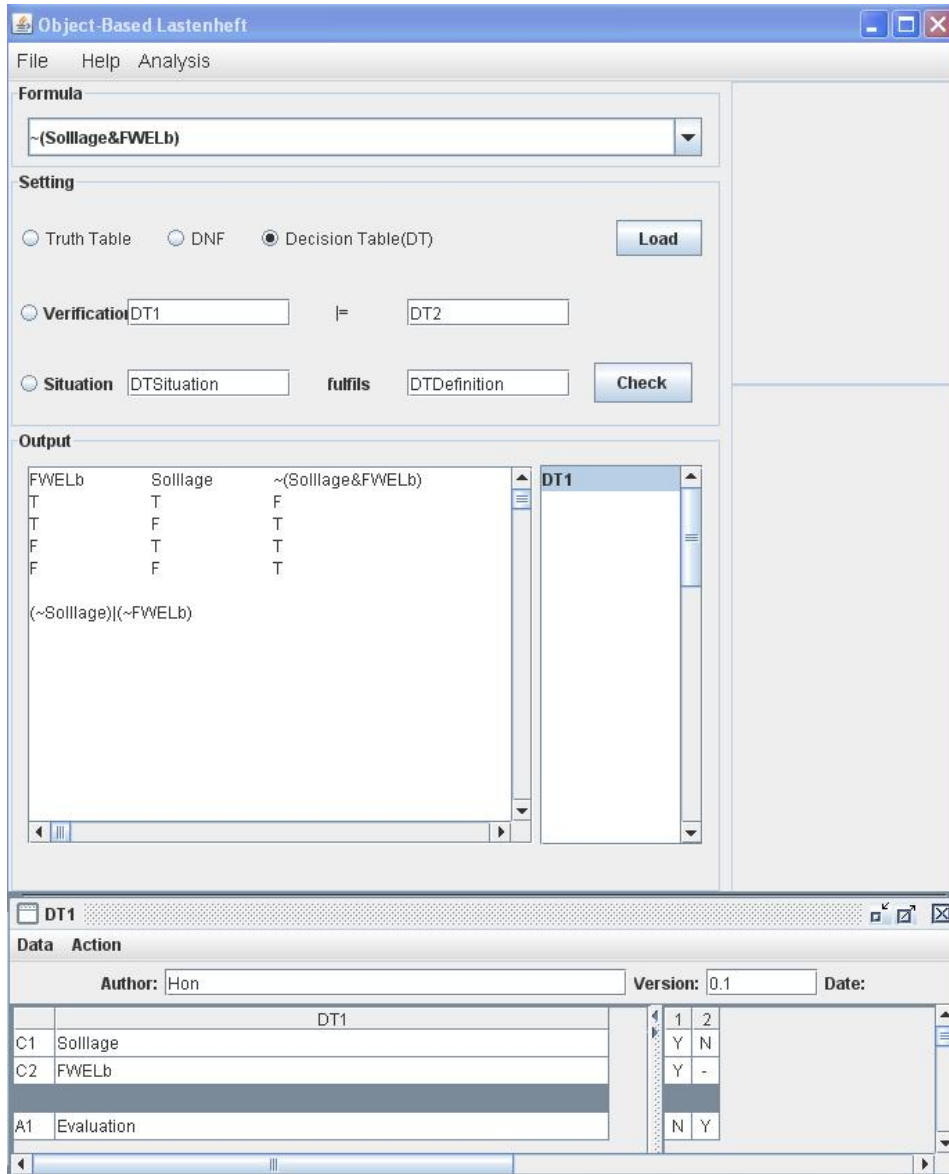 Object-Based Lastenheft
File Help Analysis
Formula
~(Solllage&FWELb)
Setting
Truth Table DNF Decision Table(DT) Load
Verification DT1 |= DT2
Situation DTSituation fulfils DTDefinition Check
Output
FWELb Solllage ~(Solllage&FWELb)
T T F
T F T
F T T
F F T
(~Solllage)|(~FWELb)
DT1
DT1
Data Action
Author: Hon Version: 0.1 Date:
DT1 1 2
C1 Solllage Y N
C2 FWELb Y -
A1 Evaluation N Y